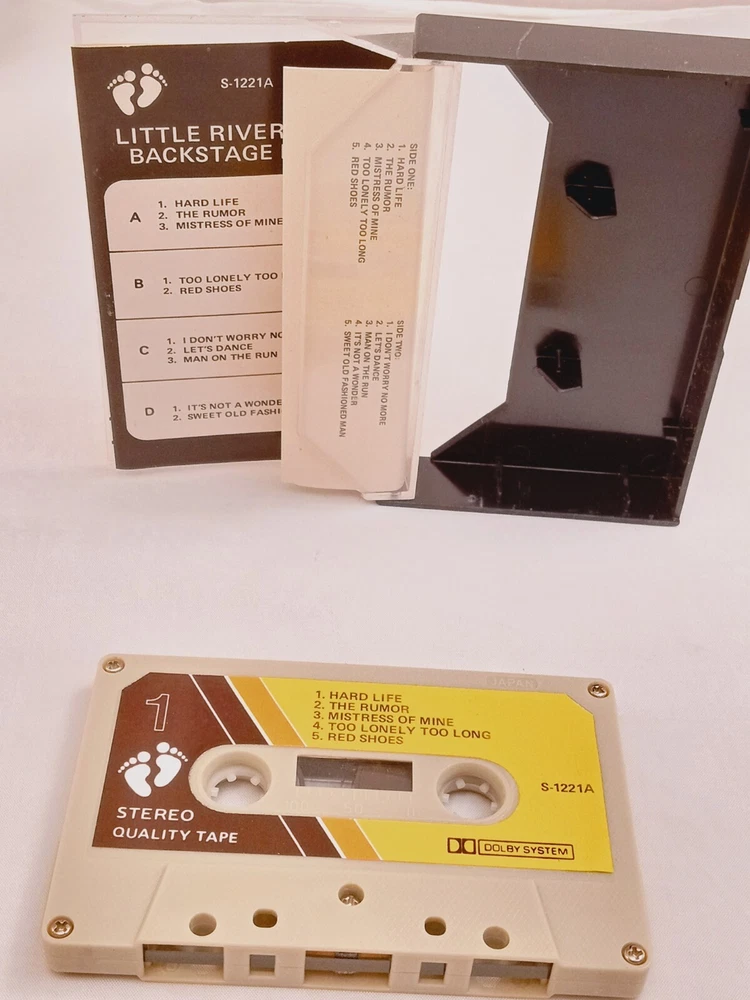 S-1221A
LITTLE RIVER
BACKSTAGE
A
1. HARD LIFE
2. THE RUMOR
3. MISTRESS OF MINE
B
1. TOO LONELY TOO
2. RED SHOES
C
1. I DON'T WORRY NO
2. LET'S DANCE
3. MAN ON THE RUN
D
1. IT'S NOT A WONDE
2. SWEET OLD FASHI
SIDE ONE:
1. HARD LIFE
2. THE RUMOR
3. MISTRESS OF MINE
4. TOO LONELY TOO LONG
5. RED SHOES
SIDE TWO:
1. I DON'T WORRY NO MORE
2. LET'S DANCE
3. MAN ON THE RUN
4. IT'S NOT A WONDER
5. SWEET OLD FASHIONED MAN
JAPAN
1
1. HARD LIFE
2. THE RUMOR
3. MISTRESS OF MINE
4. TOO LONELY TOO LONG
5. RED SHOES
S-1221A
STEREO
QUALITY TAPE
DOLBY SYSTEM